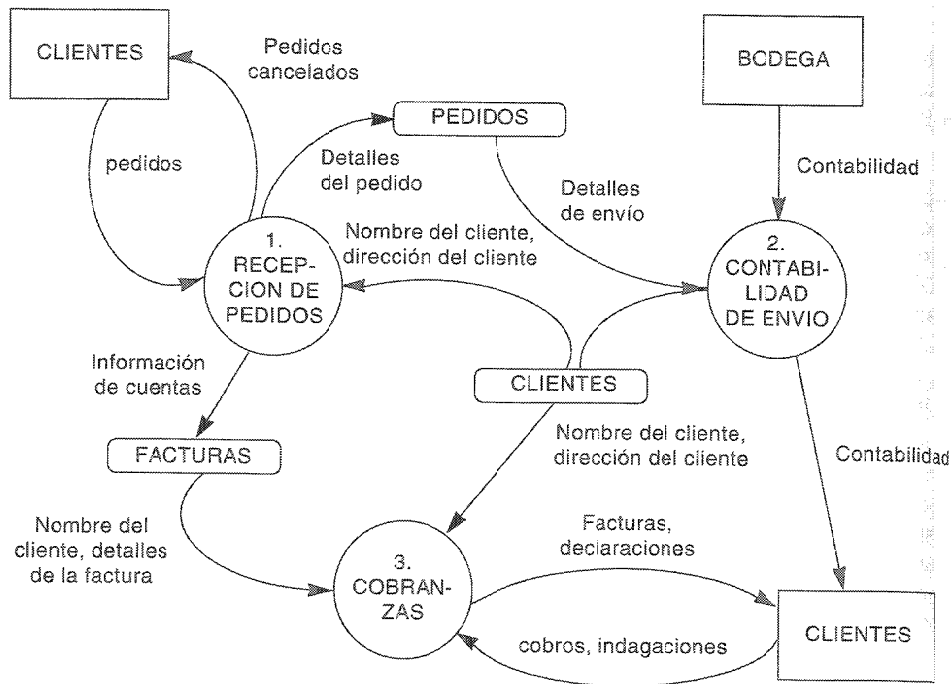 CLIENTES
Pedidos
cancelados
BODEGA
PEDIDOS
pedidos
Detalles
del pedido
Contabilidad
Detalles
de envío
1.
RECEP-
CION DE
PEDIDOS
Nombre del cliente,
dirección del cliente
2.
CONTABI-
LIDAD
DE ENVIO
Información
de cuentas
CLIENTES
FACTURAS
Nombre del cliente,
dirección del cliente
Contabilidad
Nombre del
cliente, detalles
de la factura
Facturas,
declaraciones
3.
COBRAN-
ZAS
CLIENTES
cobros, indagaciones